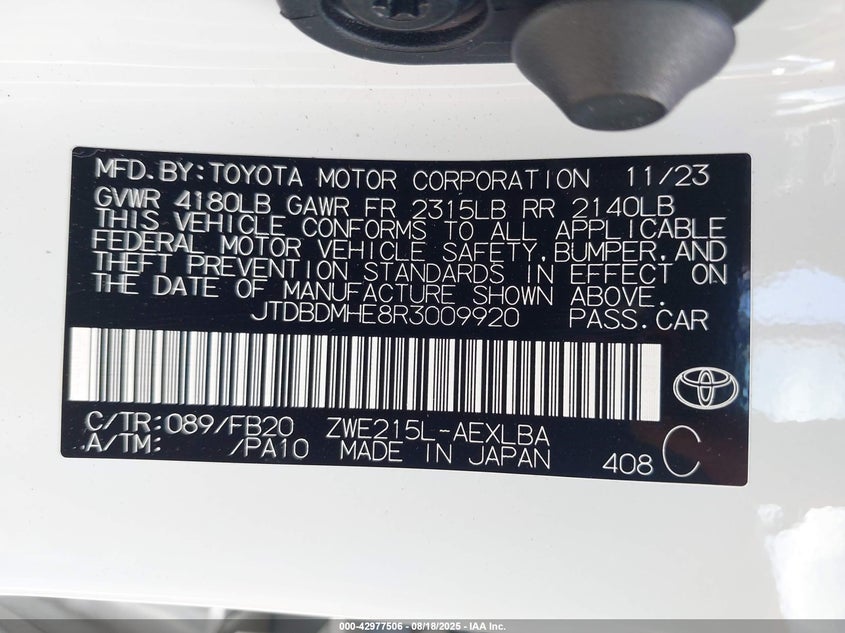 MFD.BY:TOYOTA MOTOR CORPORATION 11/23
GVWR 4180LB GAWR FR 2315LB RR 2140LB
THIS VEHICLE CONFORMS TO ALL APPLICABLE
FEDERAL MOTOR VEHICLE SAFETY,BUMPER,AND
THEFT PREVENTION STANDARDS IN EFFECT ON
THE DATE OF MANUFACTURE SHOWN ABOVE.
JTDBDMHE8R3009920 PASS.CAR
C/TR:089/FB20 ZWE215L-AEXLBA
A/TM: /PA10 MADE IN JAPAN
408 C
000-42977506 - 08/18/2025 - IAA Inc.